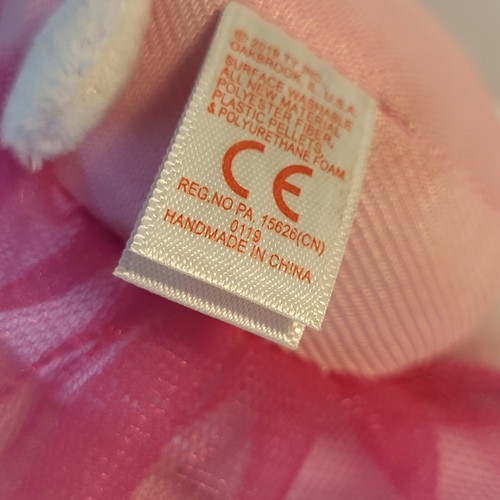 © 2019 TY INC.
OAKBROOK, IL U.S.A.
SURFACE WASHABLE
ALL NEW MATERIAL
POLYESTER FIBER,
PLASTIC PELLETS,
& POLYURETHANE FOAM
CE
REG.NO PA. 15626(CN)
0119
HANDMADE IN CHINA